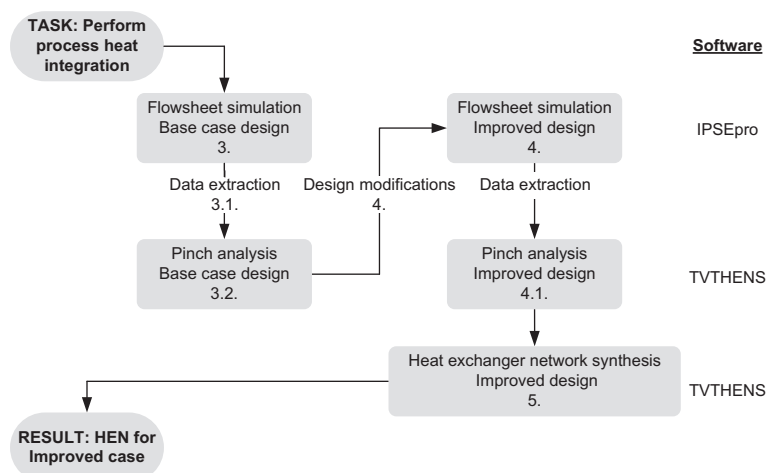 TASK: Perform
process heat
integration
Software
Flowsheet simulation
Base case design
3.
Flowsheet simulation
Improved design
4.
IPSEpro
Data extraction
3.1.
Design modifications
4.
Data extraction
Pinch analysis
Base case design
3.2.
Pinch analysis
Improved design
4.1.
TVTHENS
Heat exchanger network synthesis
Improved design
5.
TVTHENS
RESULT: HEN for
Improved case